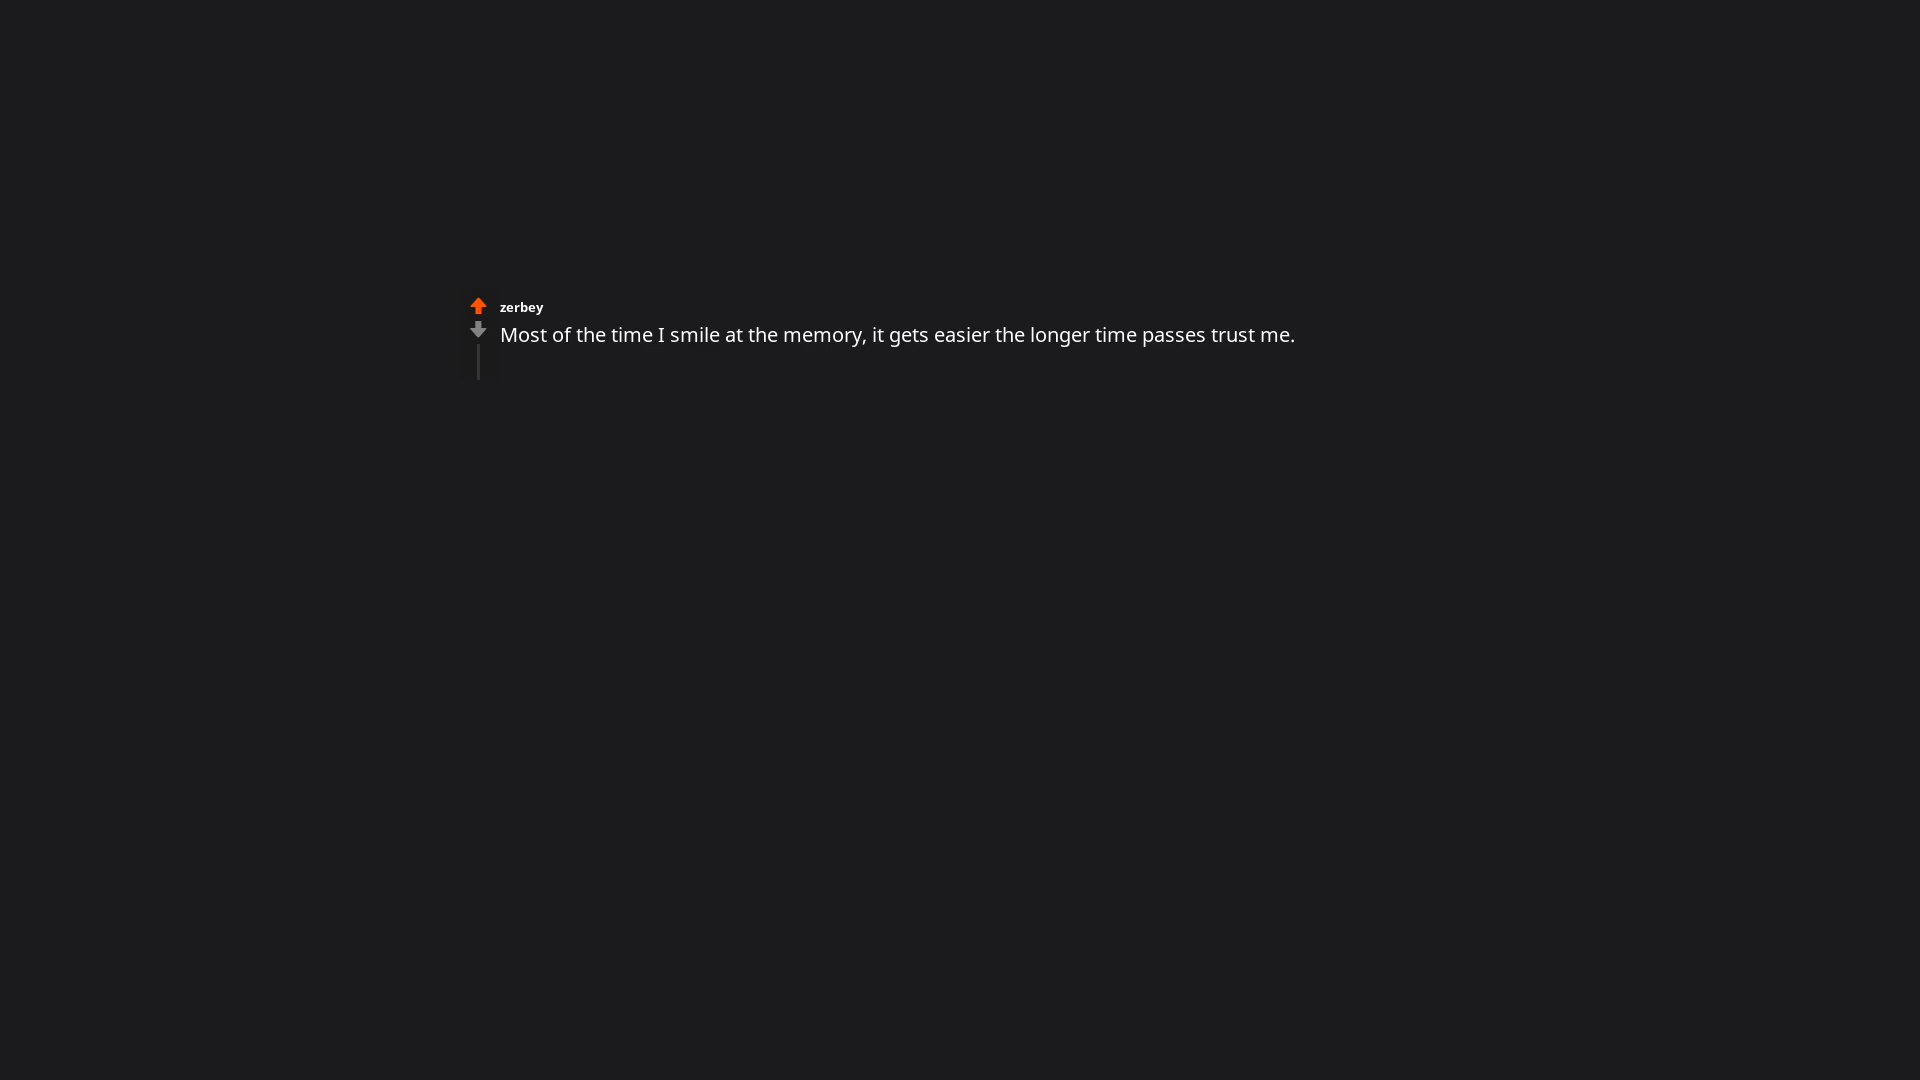 zerbey
Most of the time I smile at the memory, it gets easier the longer time passes trust me.